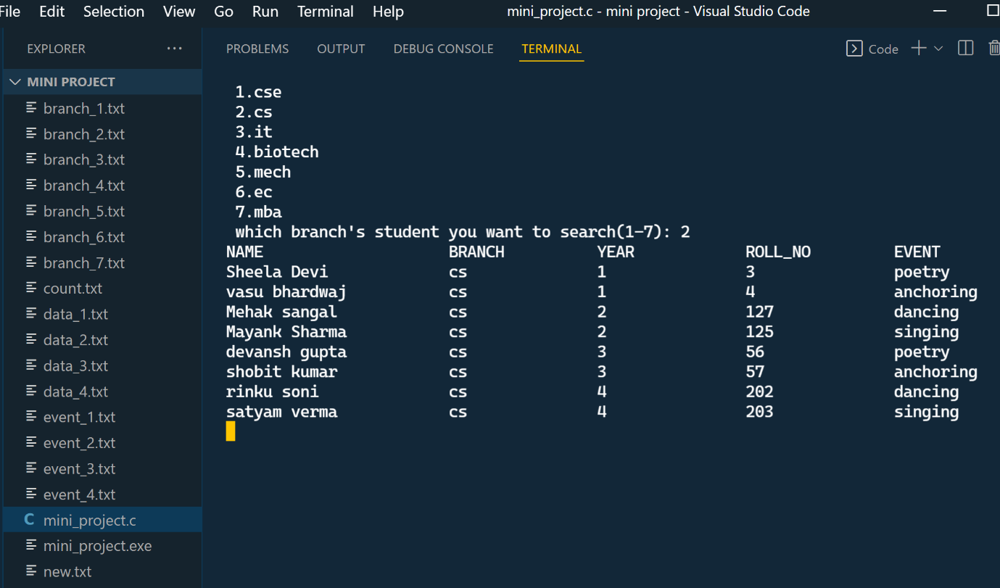 File Edit Selection View Go Run Terminal Help mini_project.c - mini project - Visual Studio Code
EXPLORER ...
MINI PROJECT
branch_1.txt
branch_2.txt
branch_3.txt
branch_4.txt
branch_5.txt
branch_6.txt
branch_7.txt
count.txt
data_1.txt
data_2.txt
data_3.txt
data_4.txt
event_1.txt
event_2.txt
event_3.txt
event_4.txt
C mini_project.c
mini_project.exe
new.txt
PROBLEMS OUTPUT DEBUG CONSOLE TERMINAL Code
1.cse
2.cs
3.it
4.biotech
5.mech
6.ec
7.mba
which branch's student you want to search(1-7): 2
NAME BRANCH YEAR ROLL_NO EVENT
Sheela Devi cs 1 3 poetry
vasu bhardwaj cs 1 4 anchoring
Mehak sangal cs 2 127 dancing
Mayank Sharma cs 2 125 singing
devansh gupta cs 3 56 poetry
shobit kumar cs 3 57 anchoring
rinku soni cs 4 202 dancing
satyam verma cs 4 203 singing